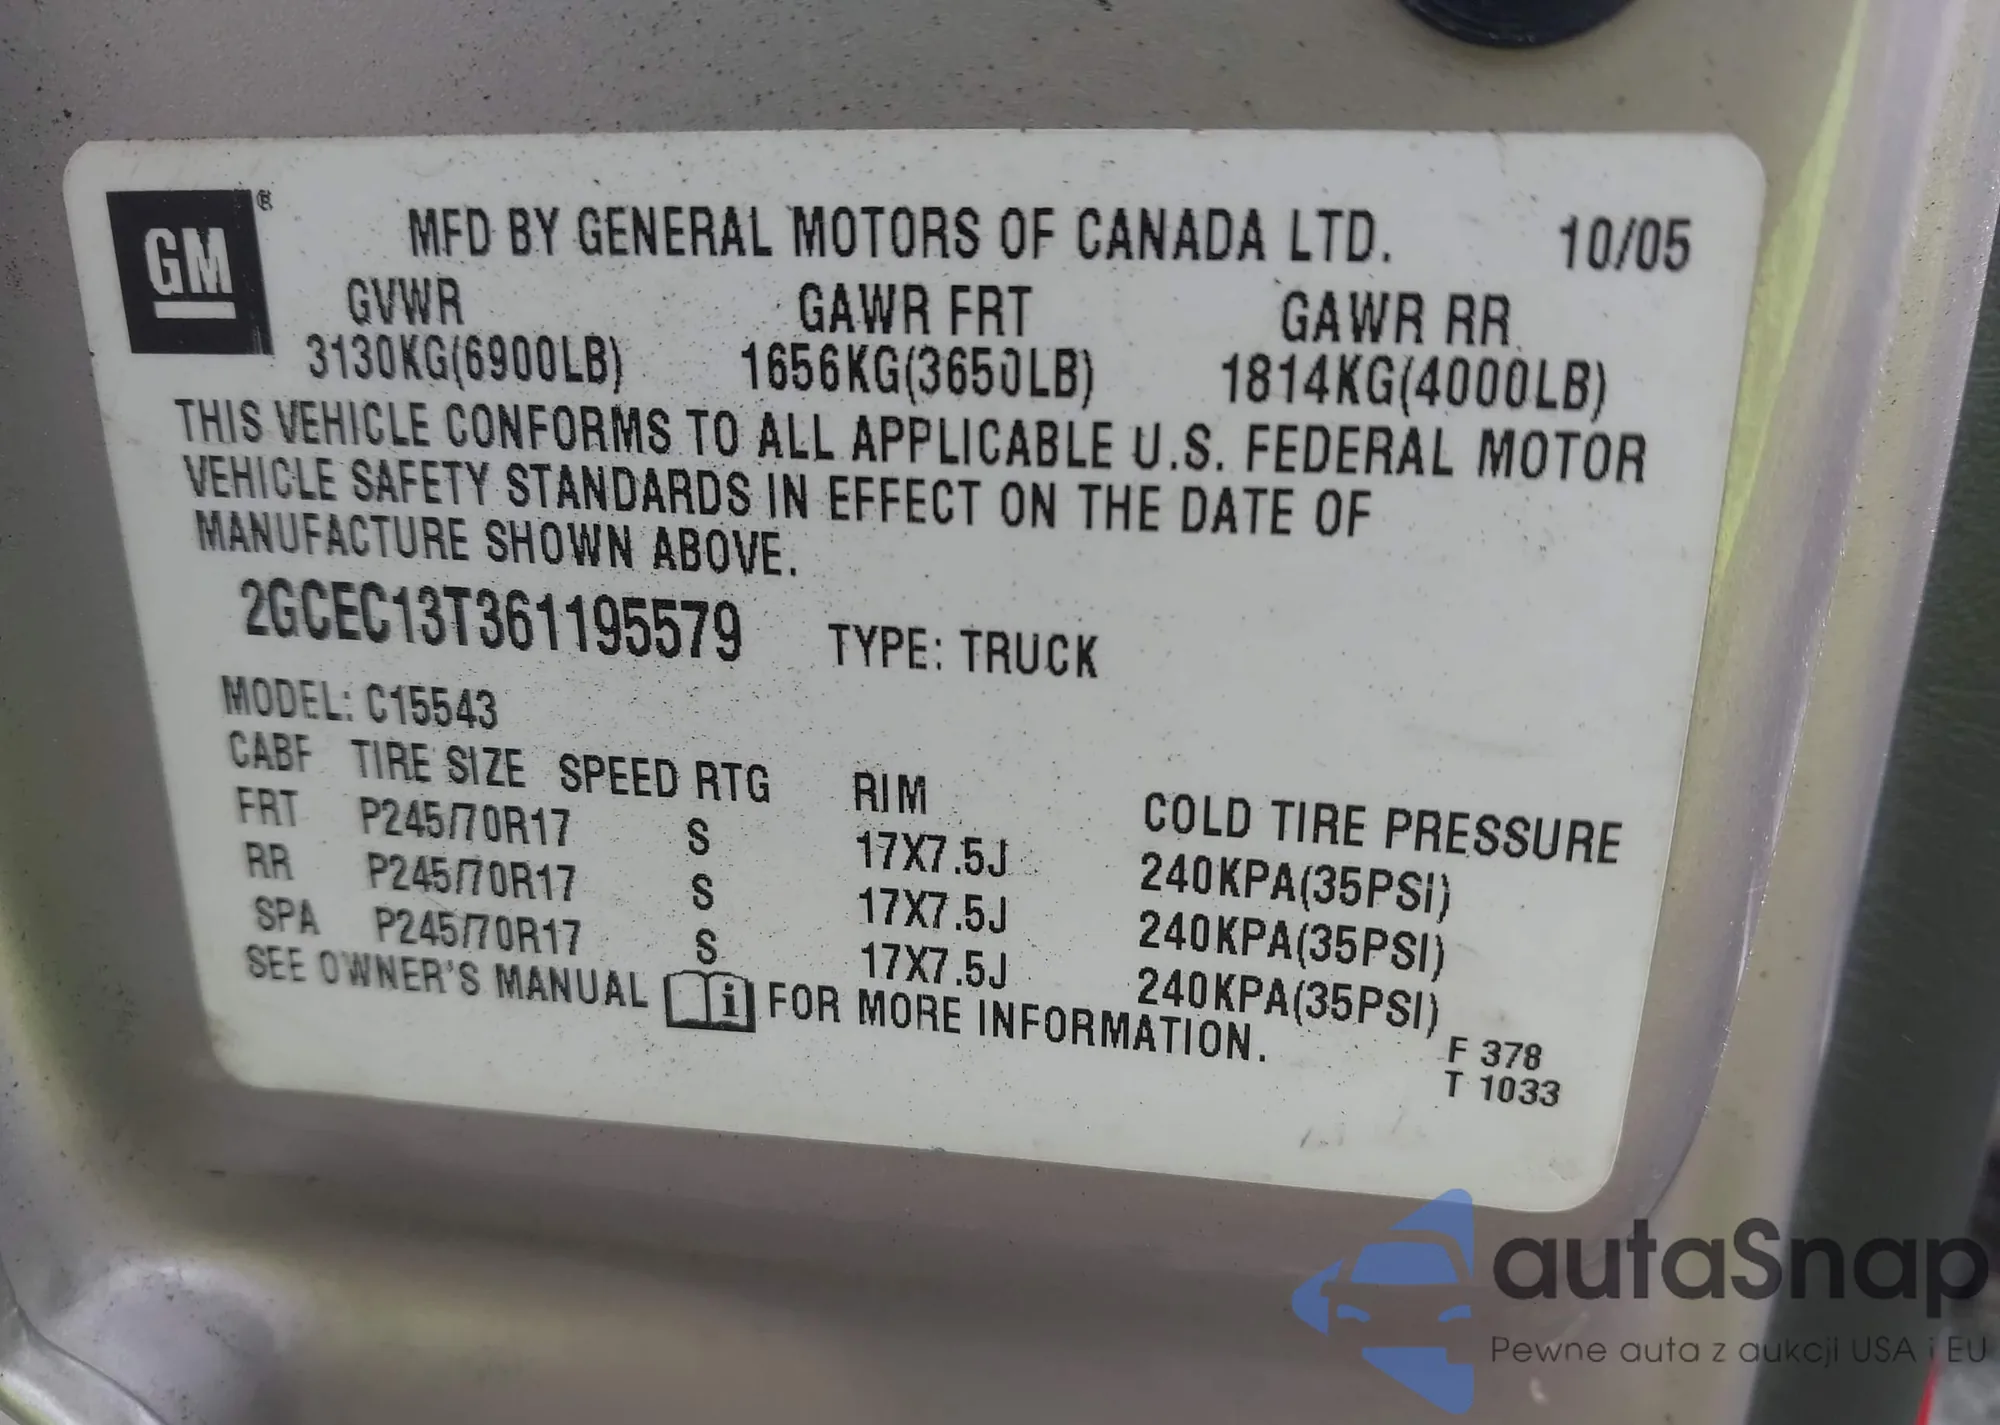 GM ®
MFD BY GENERAL MOTORS OF CANADA LTD. 10/05
GVWR GAWR FRT GAWR RR
3130KG(6900LB) 1656KG(3650LB) 1814KG(4000LB)
THIS VEHICLE CONFORMS TO ALL APPLICABLE U.S. FEDERAL MOTOR
VEHICLE SAFETY STANDARDS IN EFFECT ON THE DATE OF
MANUFACTURE SHOWN ABOVE.
2GCEC13T361195579 TYPE: TRUCK
MODEL: C15543
CABF TIRE SIZE SPEED RTG RIM COLD TIRE PRESSURE
FRT P245/70R17 S 17X7.5J 240KPA(35PSI)
RR P245/70R17 S 17X7.5J 240KPA(35PSI)
SPA P245/70R17 S 17X7.5J 240KPA(35PSI)
SEE OWNER'S MANUAL i FOR MORE INFORMATION.
F 378
T 1033
autaSnap
Pewne auta z aukcji USA i EU